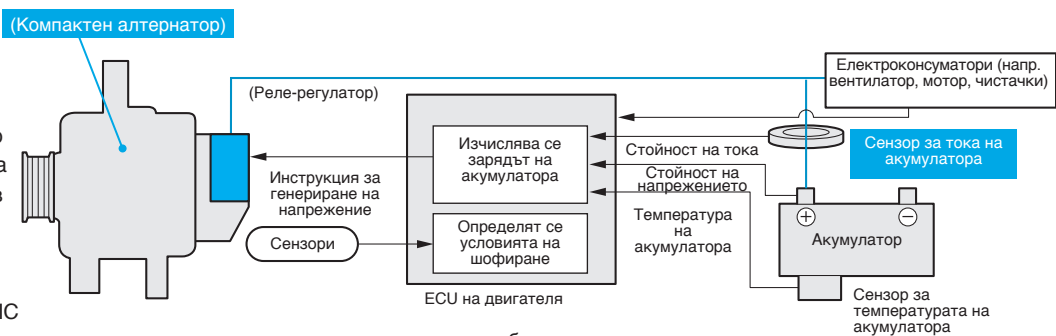 (Компактен алтернатор)
Електроконсуматори (напр.
вентилатор, мотор, чистачки)
(Реле-регулатор)
Изчислява се
зарядът на
акумулатора
Стойност на тока
Сензор за тока на
акумулатора
Стойност на
напрежението
Инструкция за
генериране на
напрежение
Температура
на
акумулатора
+
−
Акумулатор
Сензори
Определят се
условията на
шофиране
ECU на двигателя
Сензор за
температурата на
акумулатора